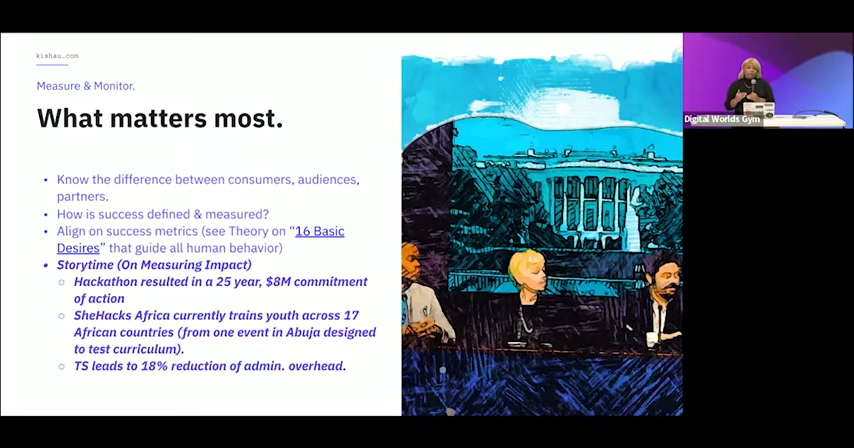 kishau.com
Measure & Monitor.
What matters most.
• Know the difference between consumers, audiences,
partners.
• How is success defined & measured?
• Align on success metrics (see Theory on “16 Basic
Desires” that guide all human behavior)
• Storytime (On Measuring Impact)
○ Hackathon resulted in a 25 year, $8M commitment
of action
○ SheHacks Africa currently trains youth across 17
African countries (from one event in Abuja designed
to test curriculum).
○ TS leads to 18% reduction of admin. overhead.
Digital Worlds Gym